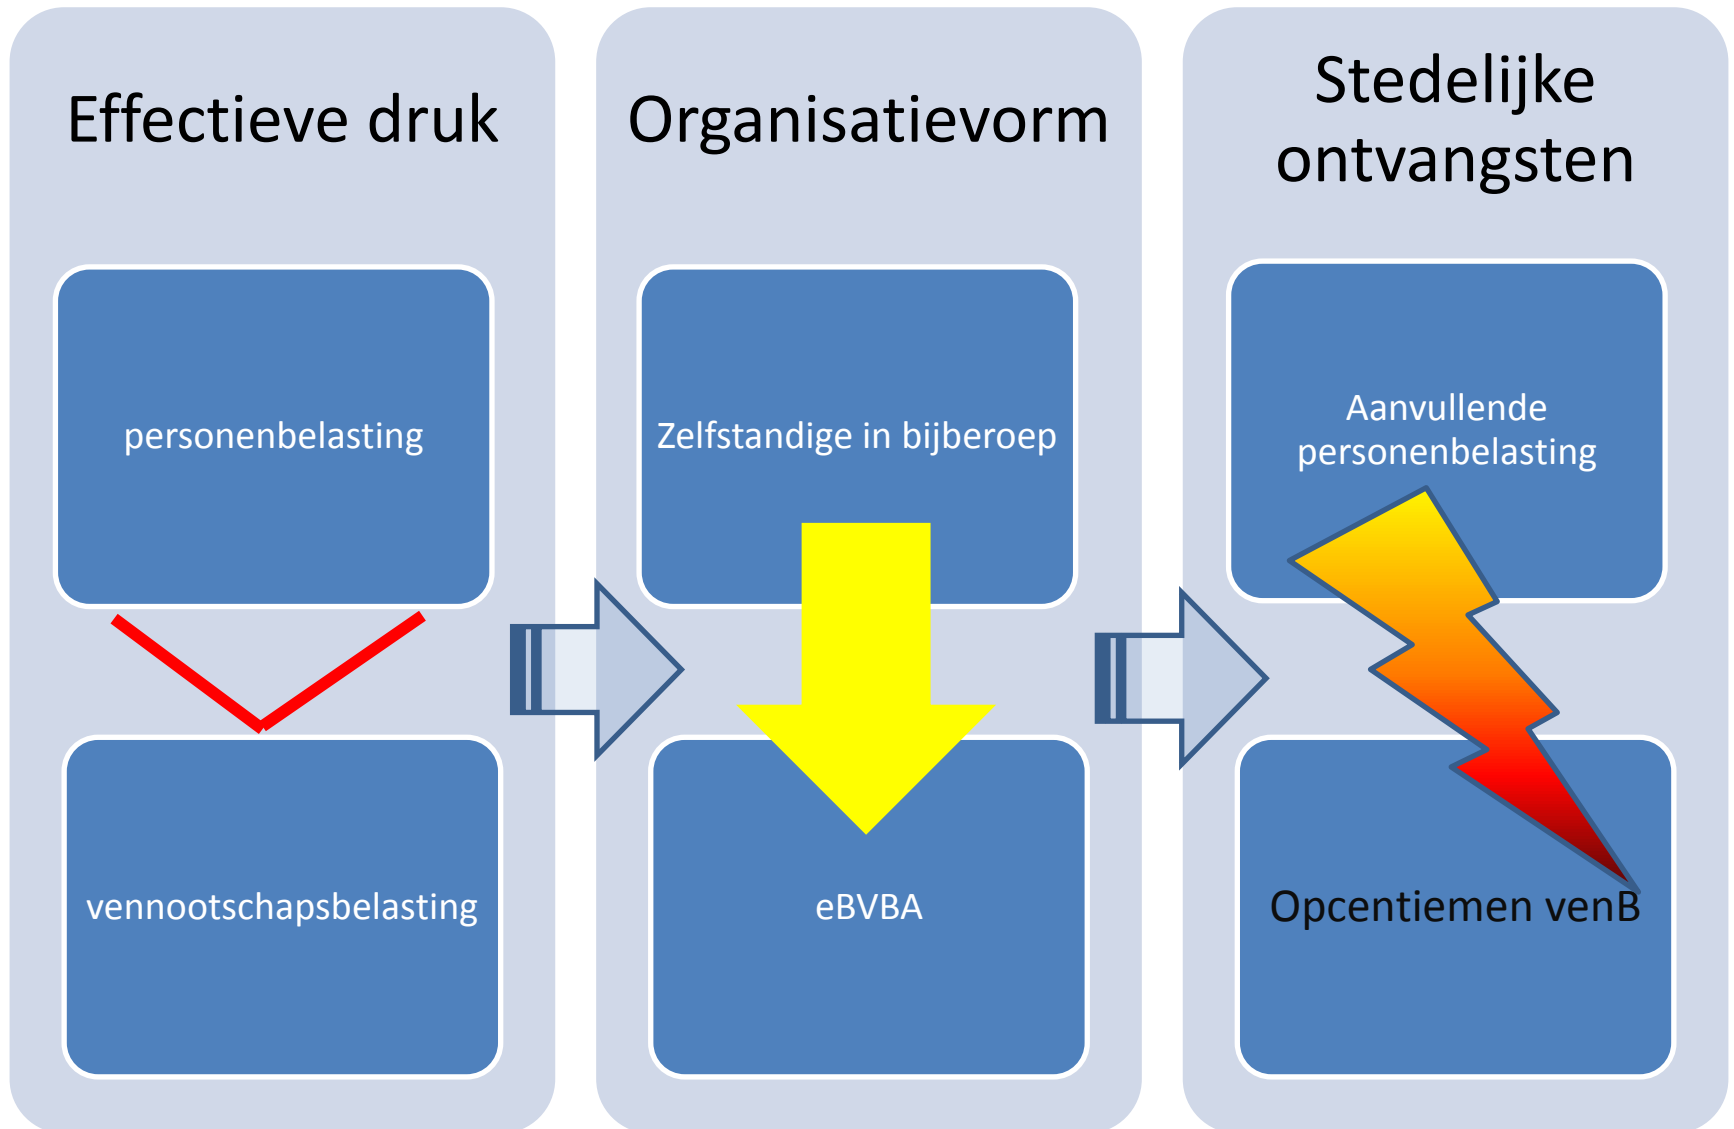 Effectieve druk
personenbelasting
vennootschapsbelasting
Organisatievorm
Zelfstandige in bijberoep
eBVBA
Stedelijke
ontvangsten
Aanvullende
personenbelasting
Opcentiemen venB